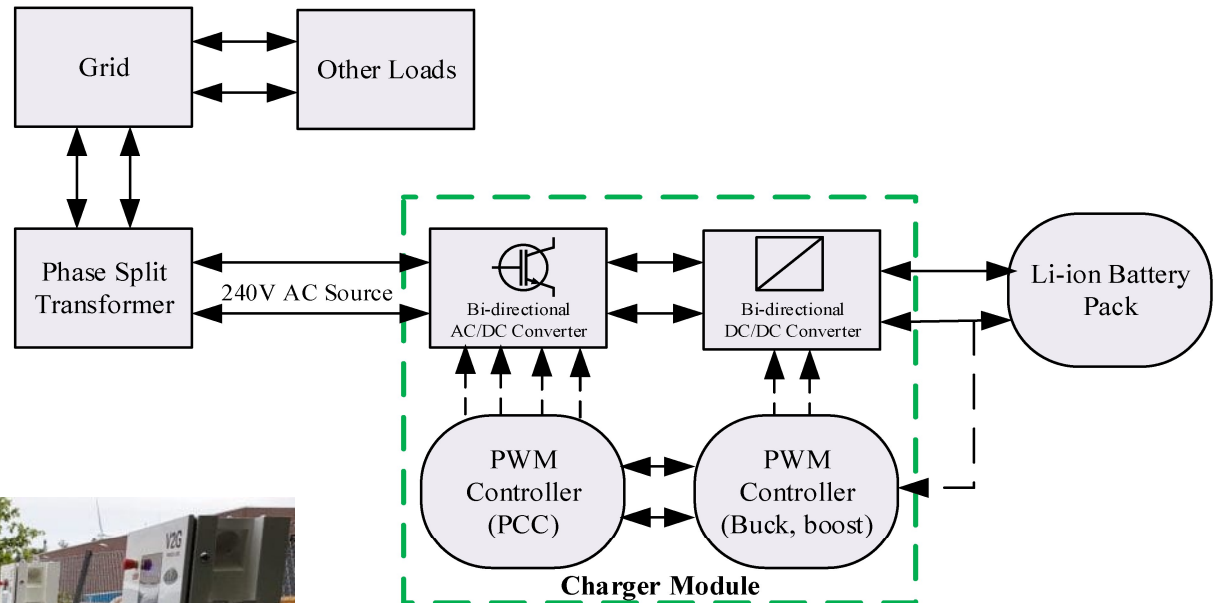 Grid
Other Loads
Phase Split
Transformer
240V AC Source
Bi-directional
AC/DC Converter
Bi-directional
DC/DC Converter
Li-ion Battery
Pack
PWM
Controller
(PCC)
PWM
Controller
(Buck, boost)
Charger Module
V2G